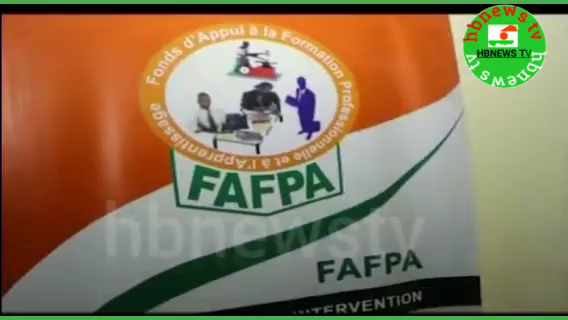 Fonds d'Appui à la Formation Professionnelle et à l'Apprentissage
FAFPA
FAFPA
INTERVENTION
hbnewstv
hbnews tv
HBNEWS TV
hbnews tv